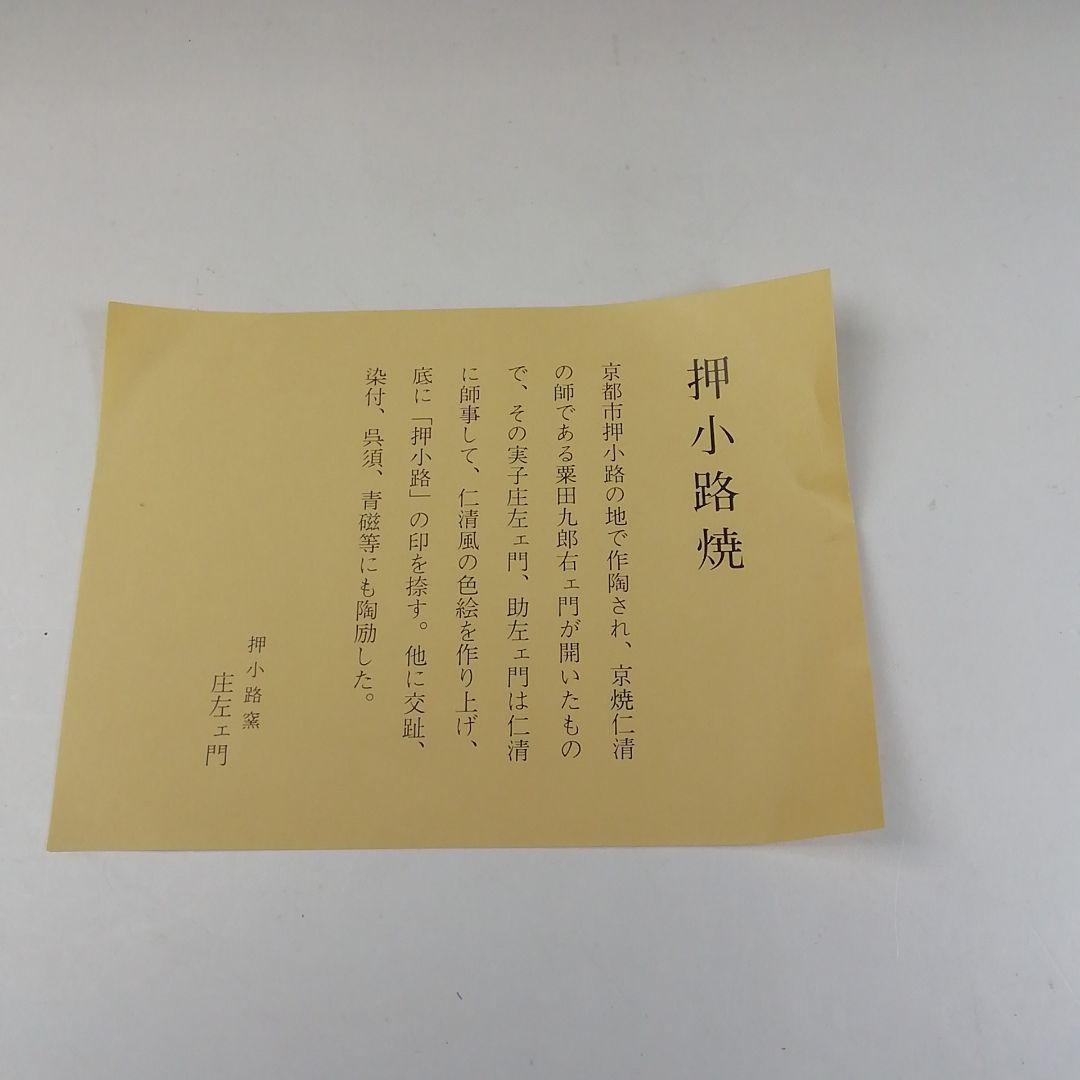 押小路焼
京都市押小路の地で作陶され、京焼仁清
の師である粟田九郎右ェ門が開いたもの
で、その実子庄左ェ門、助左ェ門は仁清
に師事して、仁清風の色絵を作り上げ、
底に「押小路」の印を捺す。他に交趾、
染付、呉須、青磁等にも陶励した。
押小路窯
庄左ェ門